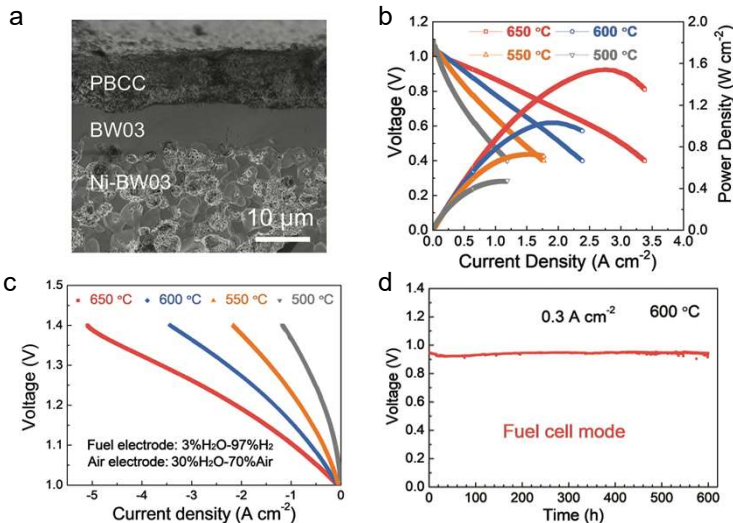 a
PBCC
BW03
Ni-BW03
10 µm
b
650 °C 600 °C
550 °C 500 °C
Voltage (V)
1.2
1.0
0.8
0.6
0.4
0.2
0.0
Power Density (W cm⁻²)
2.0
1.6
1.2
0.8
0.4
0.0
0.0 0.5 1.0 1.5 2.0 2.5 3.0 3.5 4.0
Current Density (A cm⁻²)
c
650 °C 600 °C 550 °C 500 °C
Voltage (V)
1.5
1.4
1.3
1.2
1.1
1.0
Fuel electrode: 3%H₂O-97%H₂
Air electrode: 30%H₂O-70%Air
-5 -4 -3 -2 -1 0
Current density (A cm⁻²)
d
0.3 A cm⁻² 600 °C
Voltage (V)
1.4
1.2
1.0
0.8
0.6
0.4
0.2
0.0
Fuel cell mode
0 100 200 300 400 500 600
Time (h)